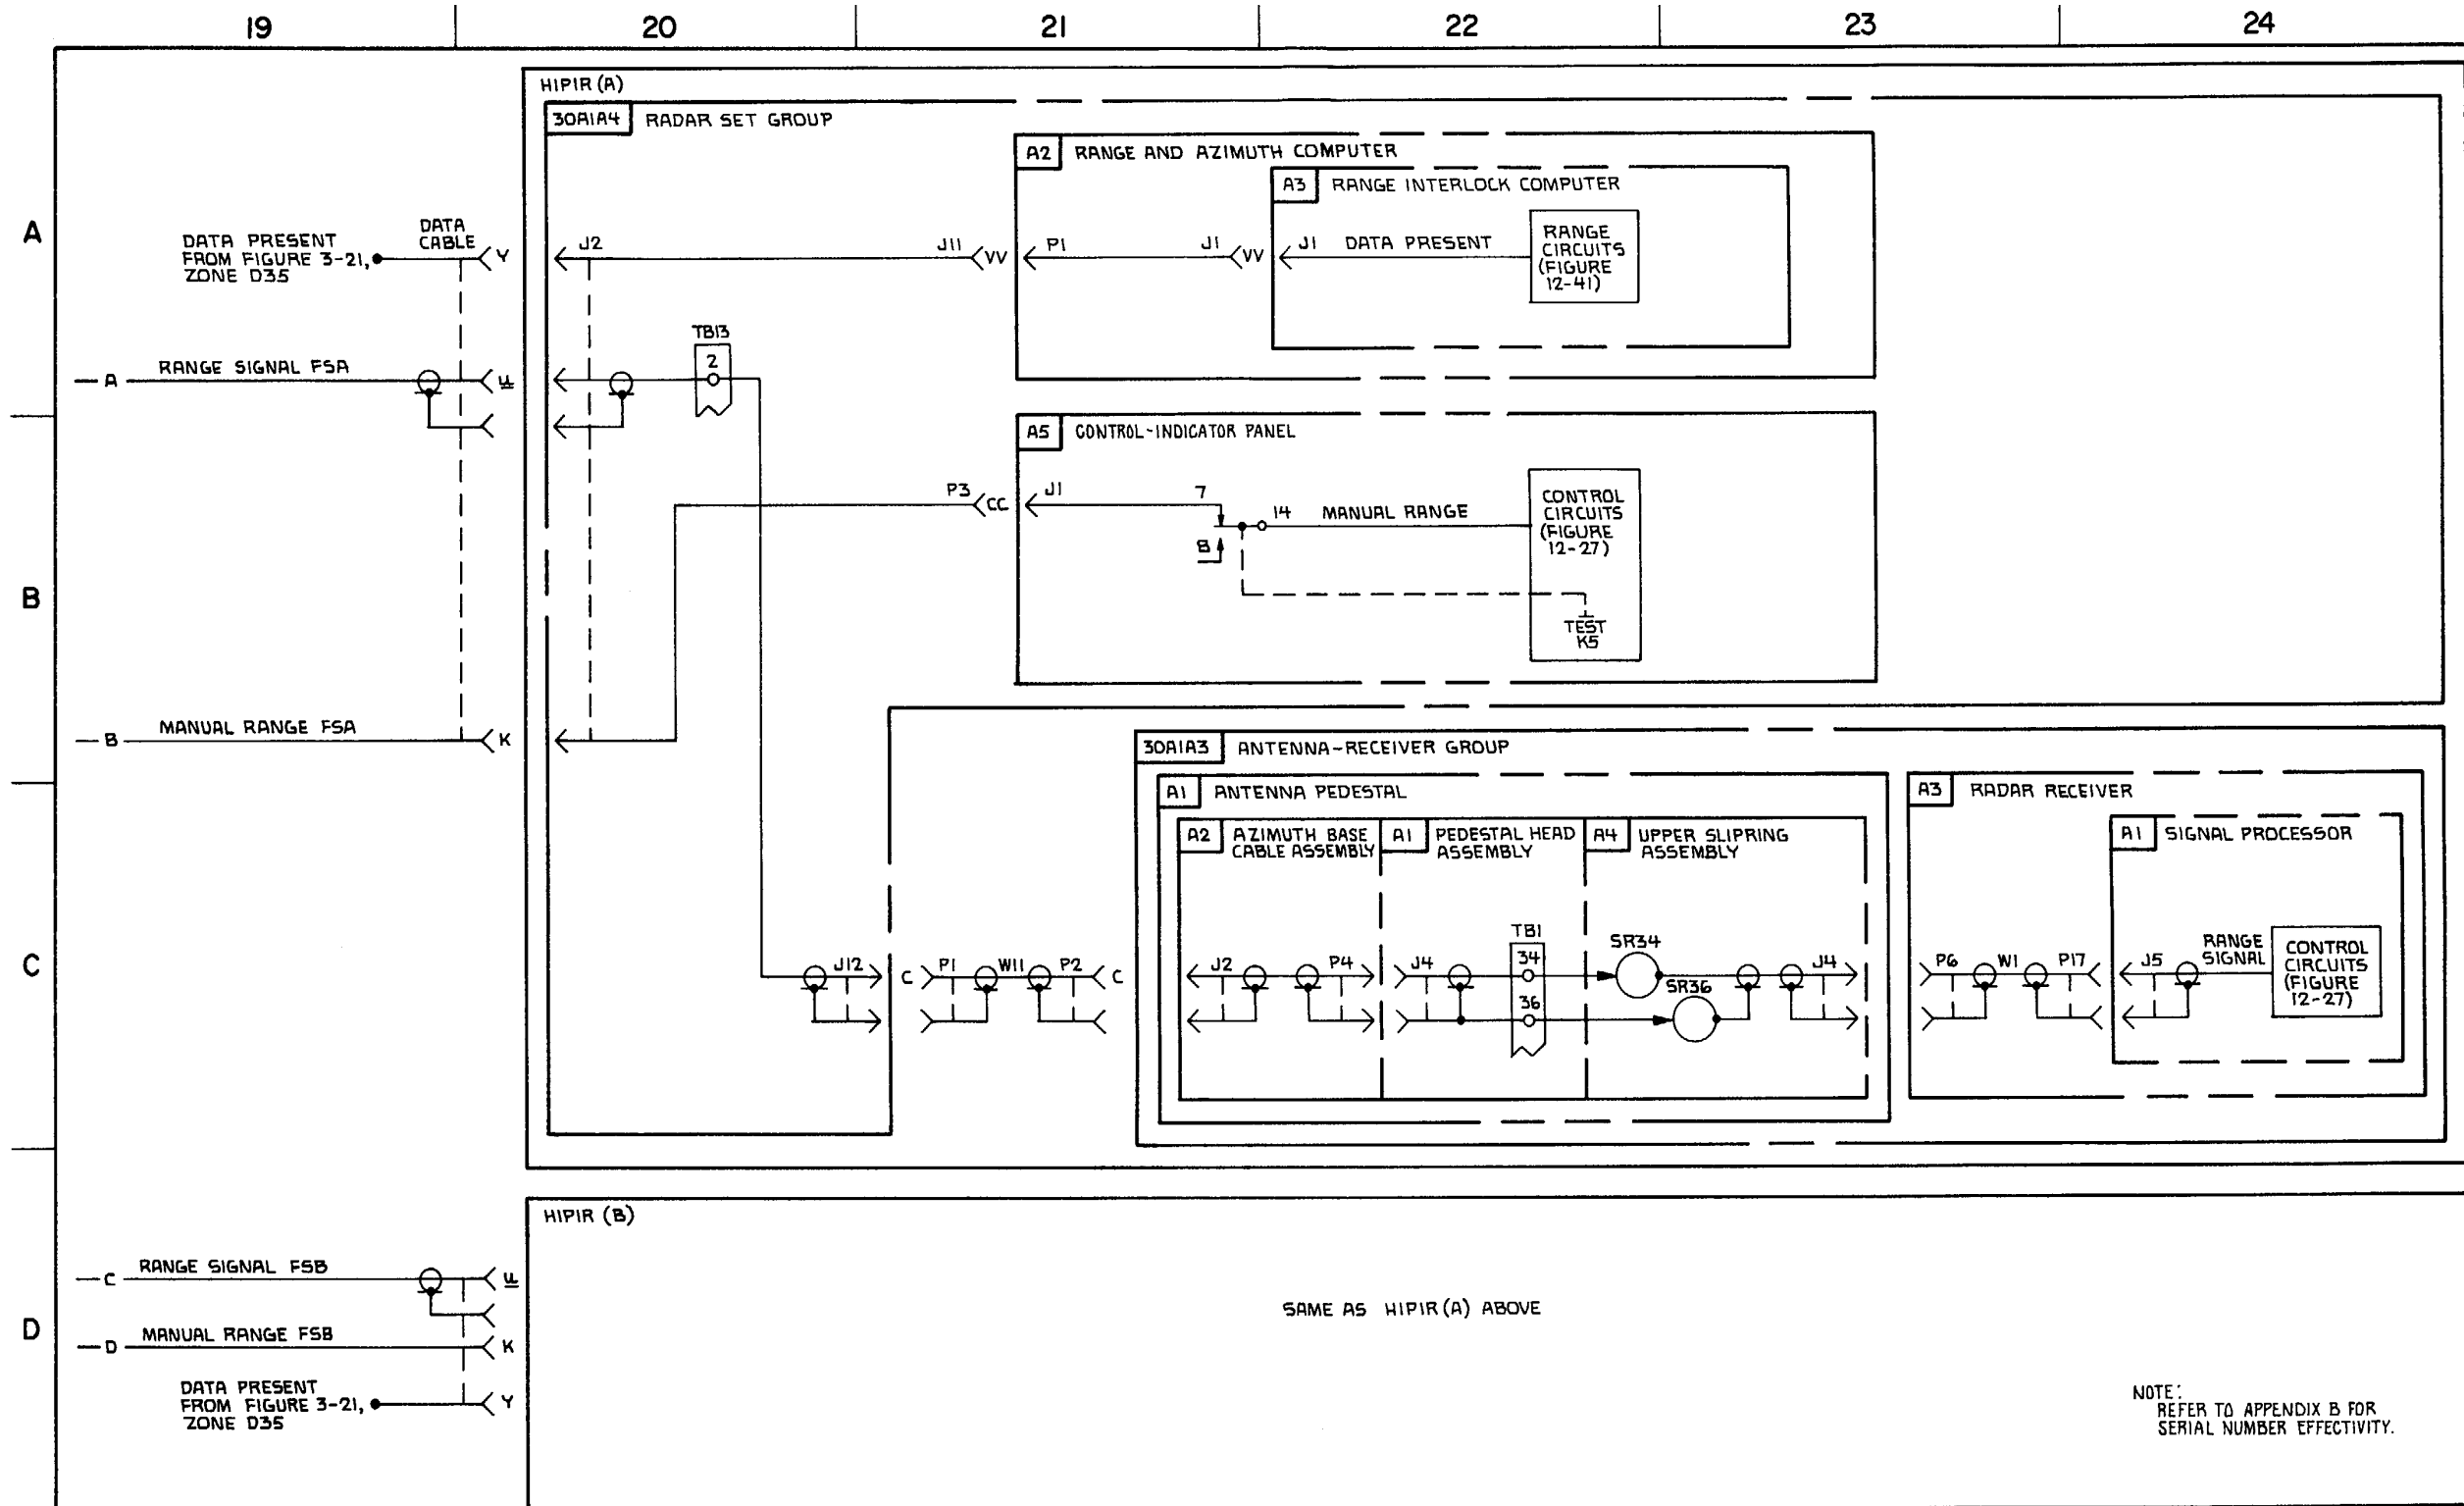 19 20 21 22 23 24
A
B
C
D
HIPIR (A)
30A1A4 RADAR SET GROUP
A2 RANGE AND AZIMUTH COMPUTER
A3 RANGE INTERLOCK COMPUTER
DATA PRESENT
FROM FIGURE 3-21,
ZONE D35
DATA
CABLE
Y
J2
J11
VV
P1
J1
VV
J1
DATA PRESENT
RANGE
CIRCUITS
(FIGURE
12-41)
A
RANGE SIGNAL FSA
u
TB13
2
A5 CONTROL-INDICATOR PANEL
P3
CC
J1
7
8
14
MANUAL RANGE
CONTROL
CIRCUITS
(FIGURE
12-27)
TEST
K5
B
MANUAL RANGE FSA
K
30A1A3 ANTENNA-RECEIVER GROUP
A1 ANTENNA PEDESTAL
A2 AZIMUTH BASE
CABLE ASSEMBLY
A1 PEDESTAL HEAD
ASSEMBLY
A4 UPPER SLIPRING
ASSEMBLY
A3 RADAR RECEIVER
A1 SIGNAL PROCESSOR
J12
C
P1
W11
P2
C
J2
P4
J4
TB1
34
36
SR34
SR36
J4
P6
W1
P17
J5
RANGE
SIGNAL
CONTROL
CIRCUITS
(FIGURE
12-27)
HIPIR (B)
C
RANGE SIGNAL FSB
u
D
MANUAL RANGE FSB
K
DATA PRESENT
FROM FIGURE 3-21,
ZONE D35
Y
SAME AS HIPIR (A) ABOVE
NOTE:
REFER TO APPENDIX B FOR
SERIAL NUMBER EFFECTIVITY.